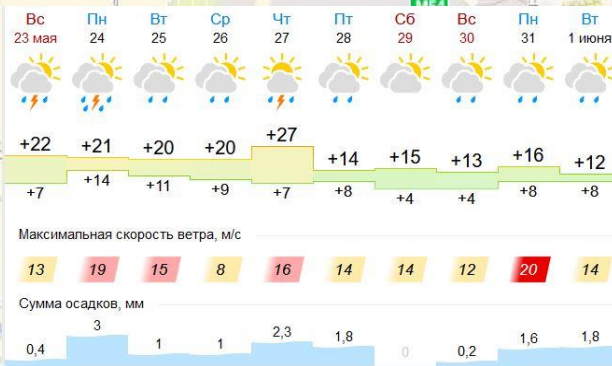 M54
Вс Пн Вт Ср Чт Пт Сб Вс Пн Вт
23 мая 24 25 26 27 28 29 30 31 1 июня
+22 +21 +20 +20 +27 +14 +15 +13 +16 +12
+7 +14 +11 +9 +7 +8 +4 +4 +8 +8
Максимальная скорость ветра, м/с
13 19 15 8 16 14 14 12 20 14
Сумма осадков, мм
0,4 3 1 1 2,3 1,8 0 0,2 1,6 1,8